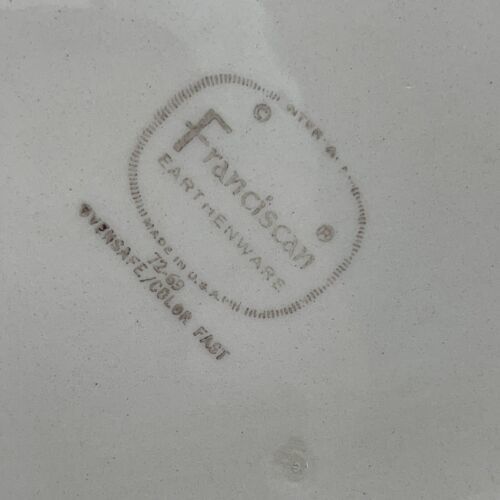 ©
Franciscan ®
EARTHENWARE
MADE IN U.S.A.
72-69
OVENSAFE/COLOR FAST